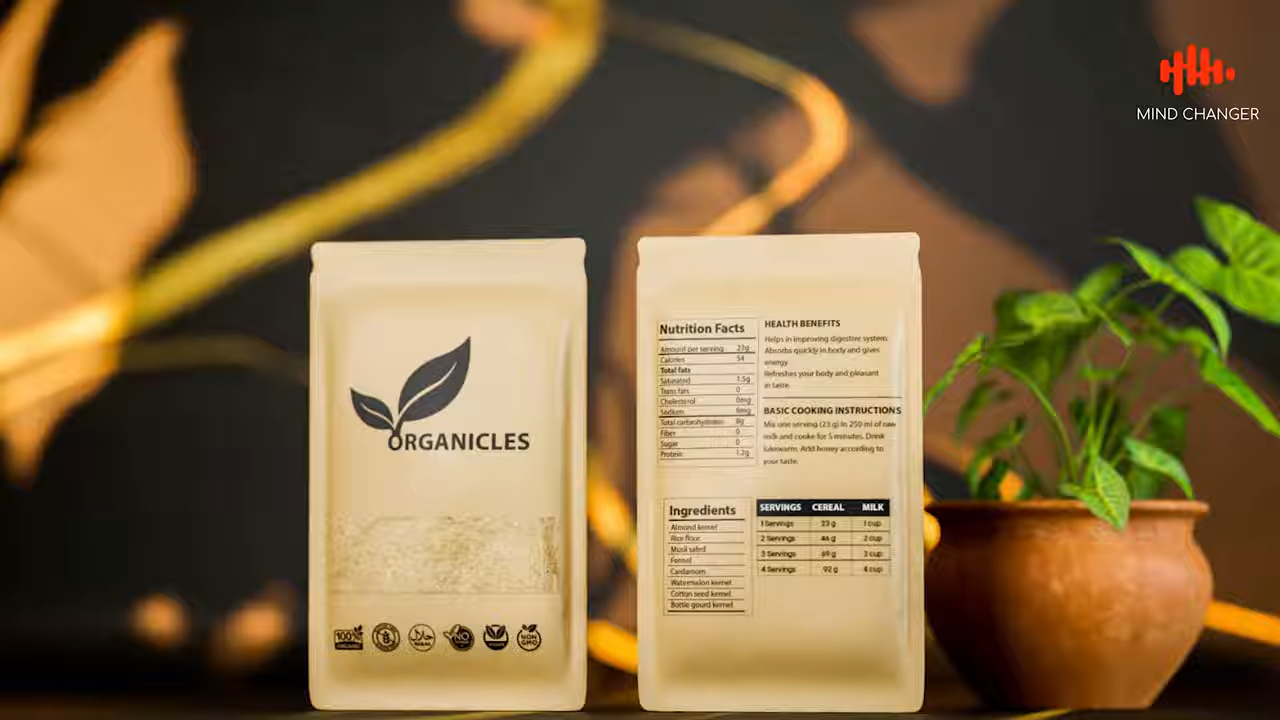 MIND CHANGER
ORGANICLES
100%
ORGANIC
حلال
HALAL
NO
NON
GMO
Nutrition Facts
Amount per serving 23g
Calories 54
Total fats
Saturated 1.5g
Trans fats 0
Cholesterol 0mg
Sodium 6mg
Total carbohydrates 8g
Fiber 0
Sugar 0
Protein 1.2g
HEALTH BENEFITS
Helps in improving digestive system
Absorbs quickly in body and gives
energy
Refreshes your body and pleasant
in taste.
BASIC COOKING INSTRUCTIONS
Mix one serving (23 g) in 250 ml of raw
milk and cooke for 5 minutes. Drink
lukewarm. Add honey according to
your taste.
Ingredients
Almond kernel
Rice flour
Musli safed
Fennel
Cardamom
Watermelon kernel
Cotton seed kernel
Bottle gourd kernel
SERVINGS CEREAL MILK
1 Servings 23 g 1 cup
2 Servings 46 g 2 cup
3 Servings 69 g 3 cup
4 Servings 92 g 4 cup